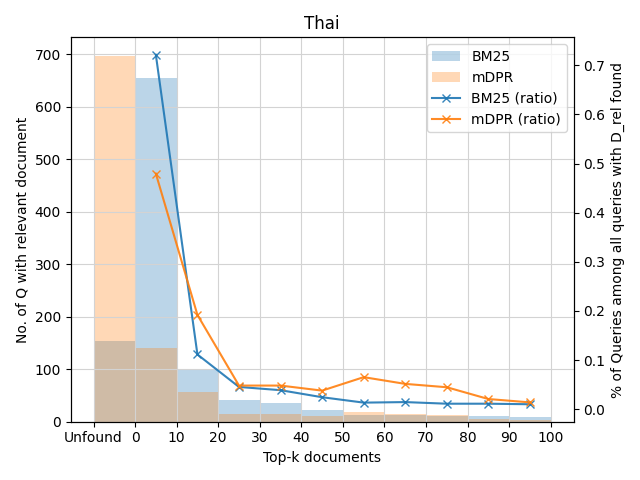 Thai
No. of Q with relevant document
700
600
500
400
300
200
100
0
BM25
mDPR
BM25 (ratio)
mDPR (ratio)
0.7
0.6
0.5
0.4
0.3
0.2
0.1
0.0
% of Queries among all queries with D_rel found
Unfound 0 10 20 30 40 50 60 70 80 90 100
Top-k documents